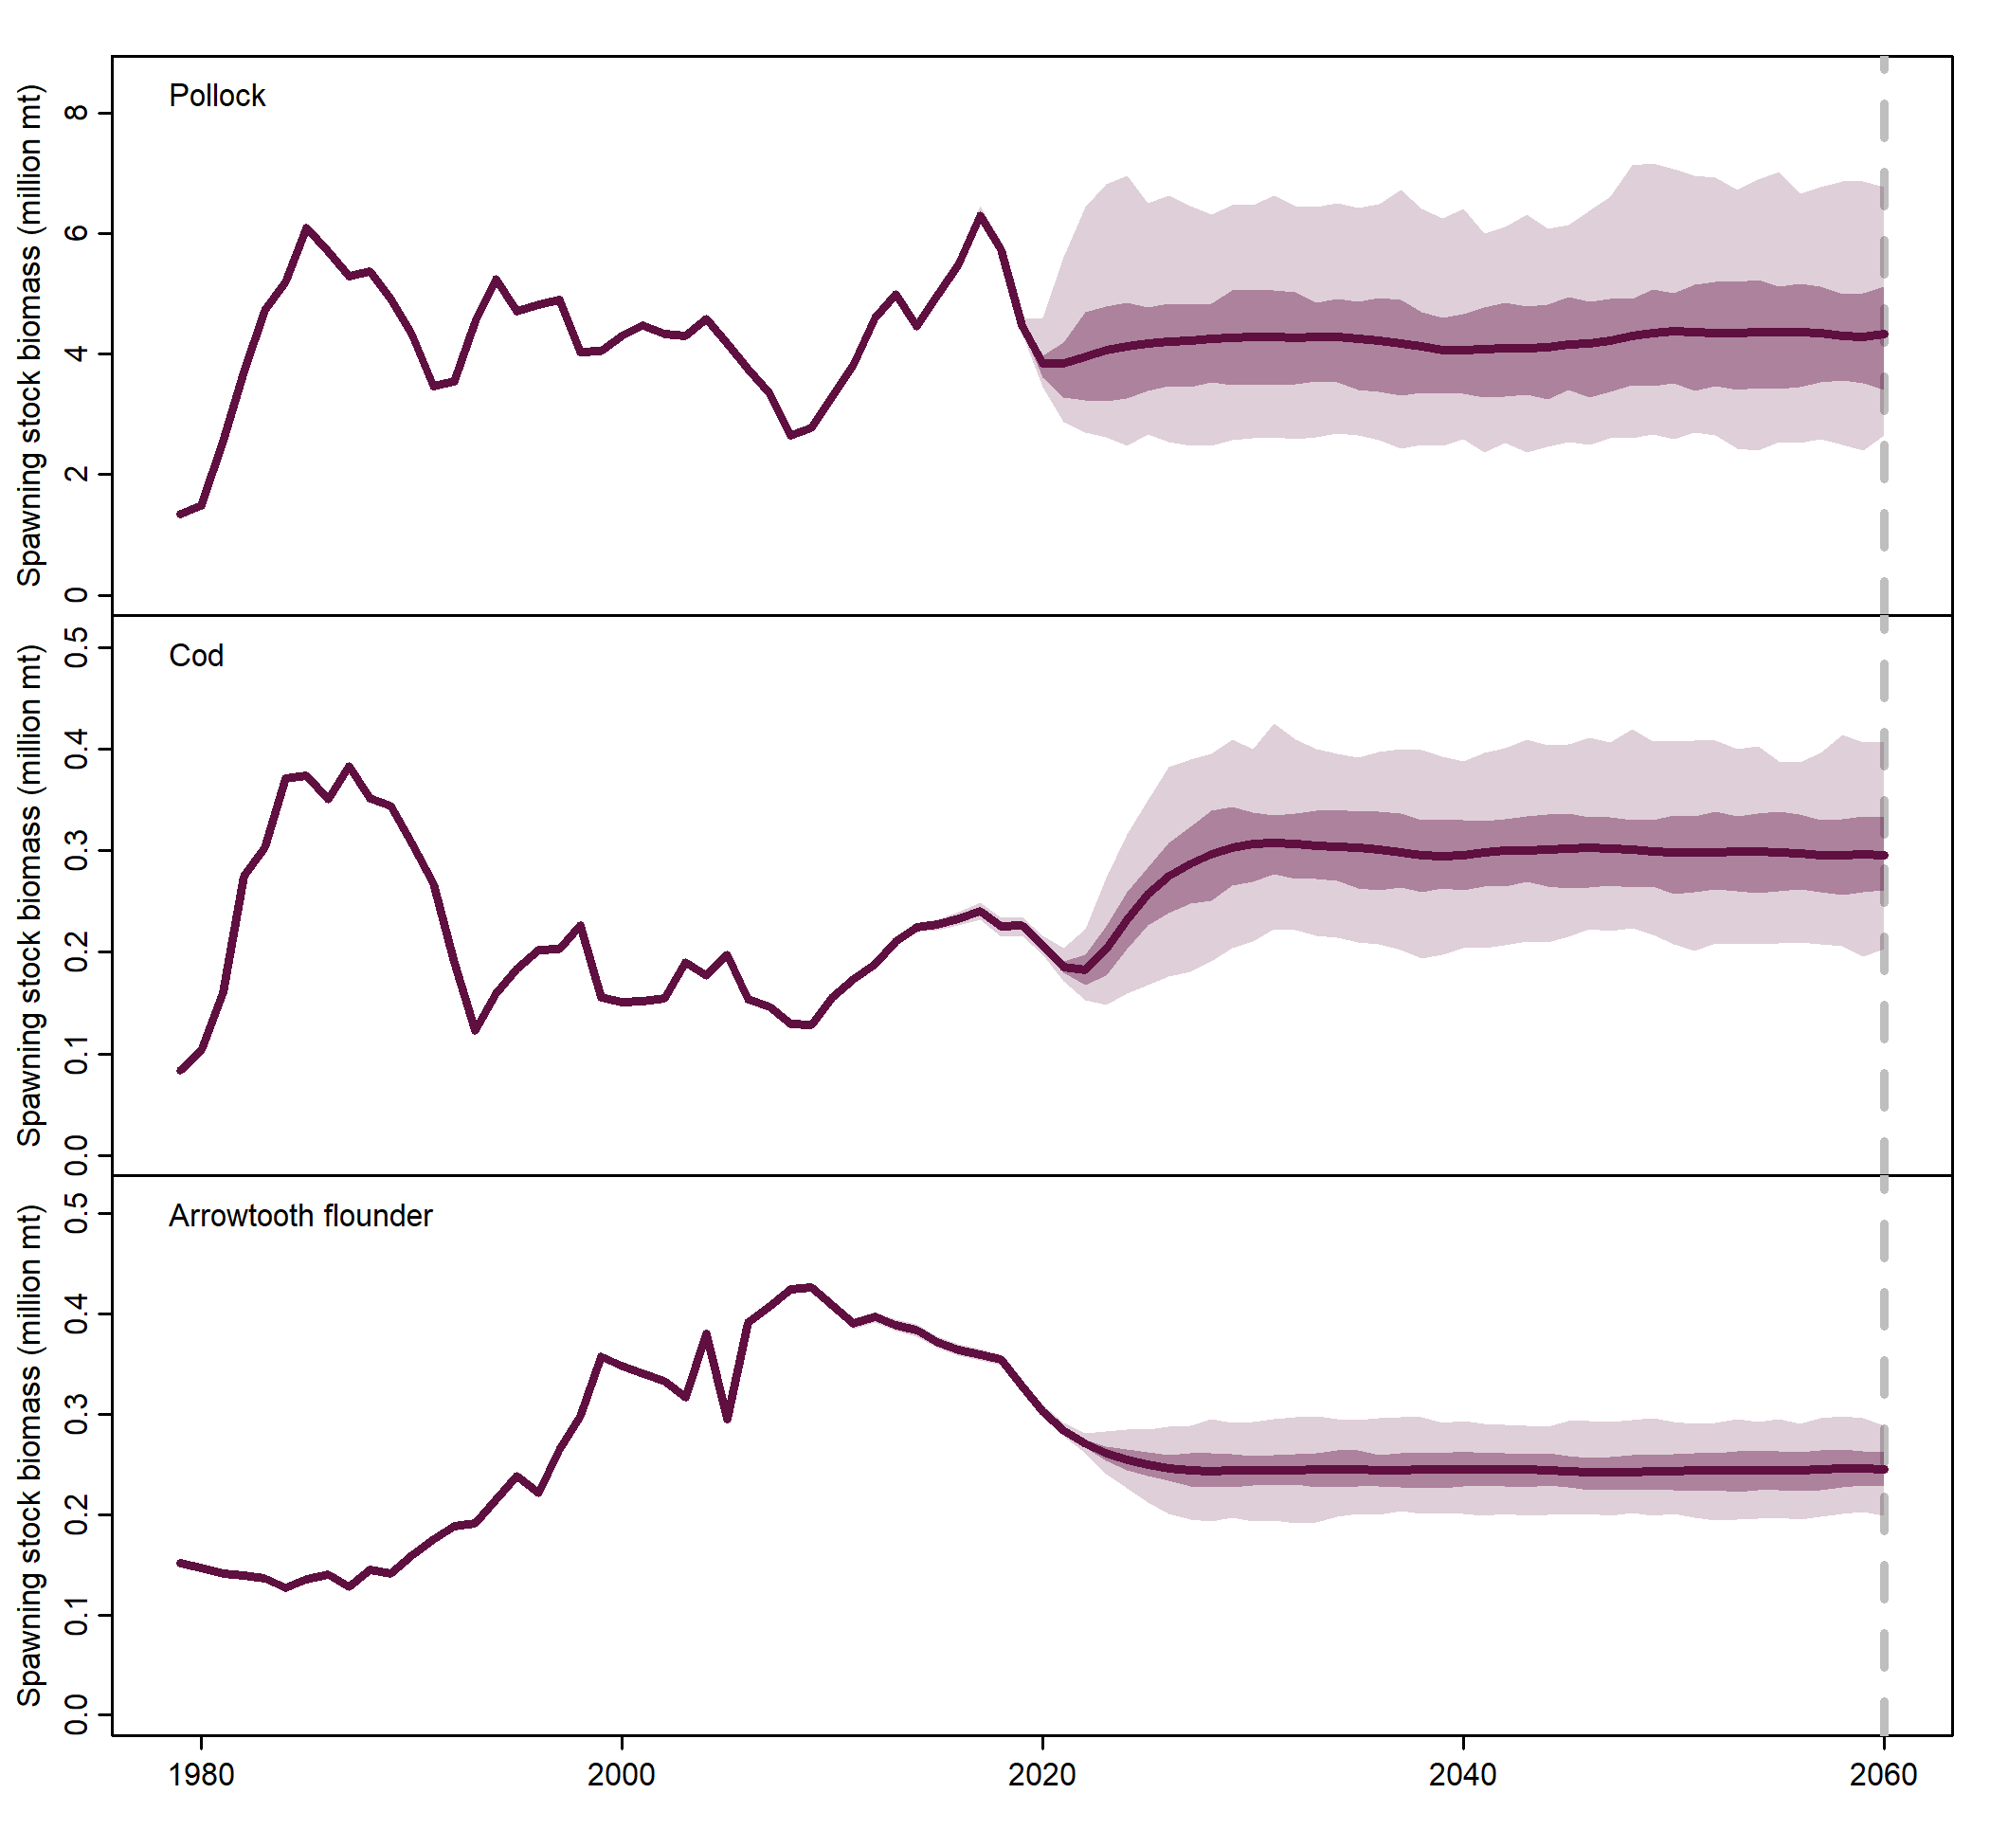 Pollock
Spawning stock biomass (million mt)
8
6
4
2
0
Cod
Spawning stock biomass (million mt)
0.5
0.4
0.3
0.2
0.1
0.0
Arrowtooth flounder
Spawning stock biomass (million mt)
0.5
0.4
0.3
0.2
0.1
0.0
1980 2000 2020 2040 2060